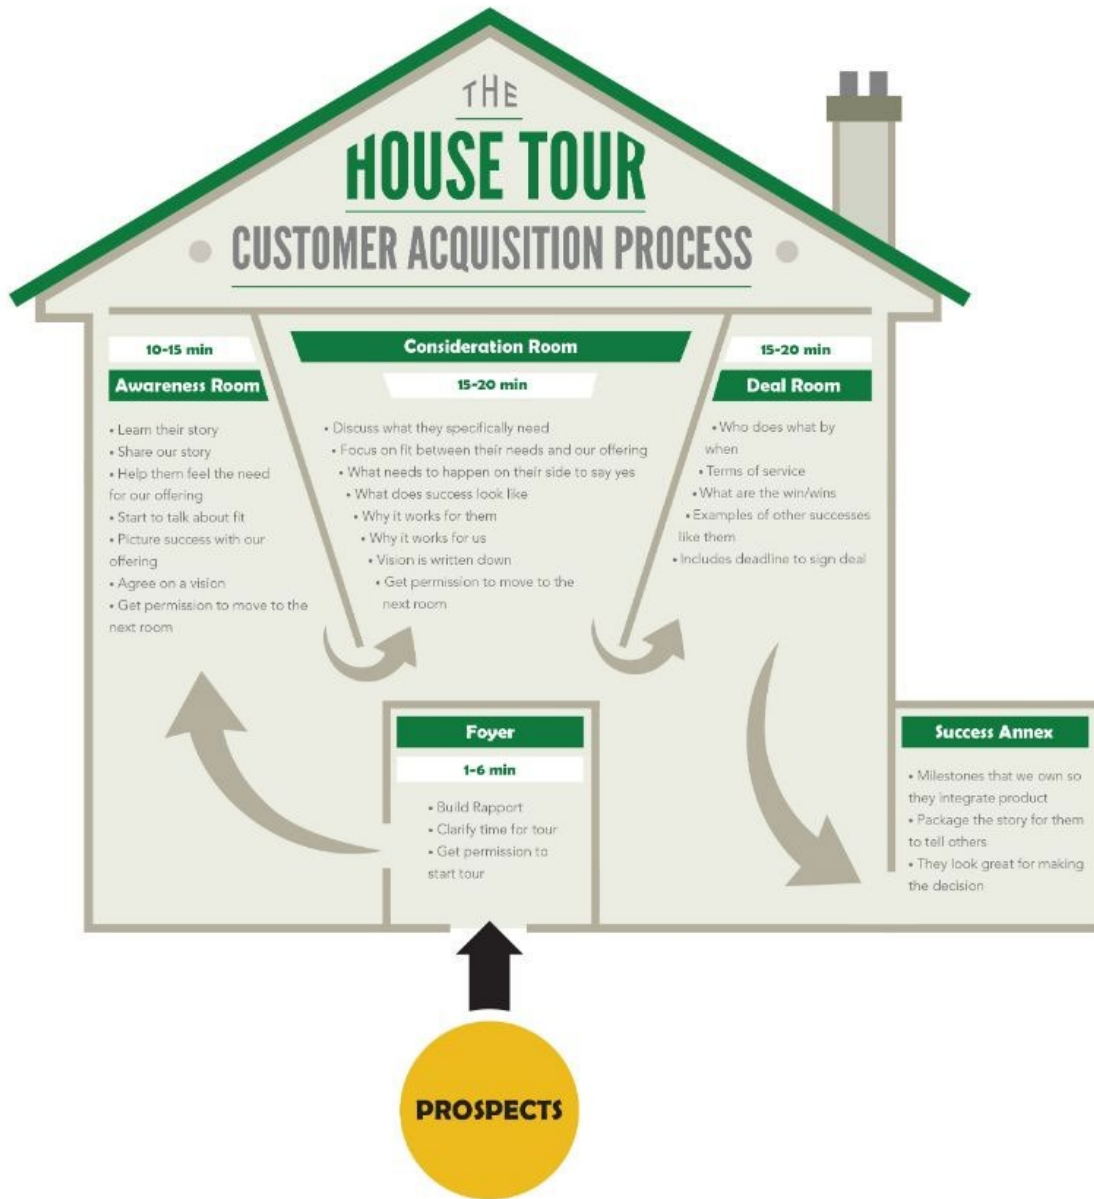 THE
HOUSE TOUR
CUSTOMER ACQUISITION PROCESS
10-15 min
Awareness Room
• Learn their story
• Share our story
• Help them feel the need
for our offering
• Start to talk about fit
• Picture success with our
offering
• Agree on a vision
• Get permission to move to the
next room
Consideration Room
15-20 min
• Discuss what they specifically need
• Focus on fit between their needs and our offering
• What needs to happen on their side to say yes
• What does success look like
• Why it works for them
• Why it works for us
• Vision is written down
• Get permission to move to the
next room
15-20 min
Deal Room
• Who does what by
when
• Terms of service
• What are the win/wins
• Examples of other successes
like them
• Includes deadline to sign deal
Foyer
1-6 min
• Build Rapport
• Clarify time for tour
• Get permission to
start tour
Success Annex
• Milestones that we own so
they integrate product
• Package the story for them
to tell others
• They look great for making
the decision
PROSPECTS